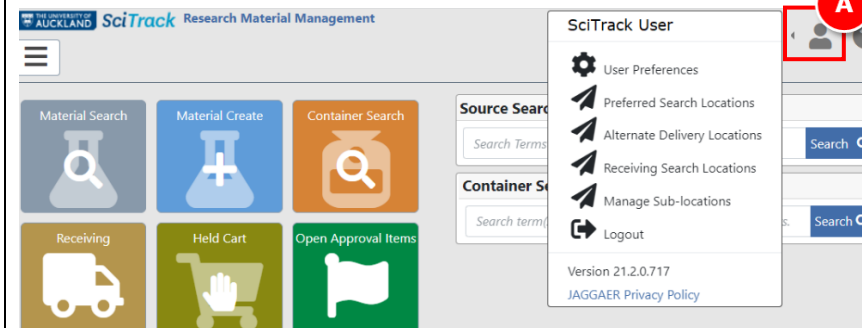 THE UNIVERSITY OF
AUCKLAND SciTrack Research Material Management
A
SciTrack User
User Preferences
Preferred Search Locations
Alternate Delivery Locations
Receiving Search Locations
Manage Sub-locations
Logout
Version 21.2.0.717
JAGGAER Privacy Policy
Material Search
Material Create
Container Search
Receiving
Held Cart
Open Approval Items
Source Sear
Search Terms
Search
Container S
Search term(
s.
Search